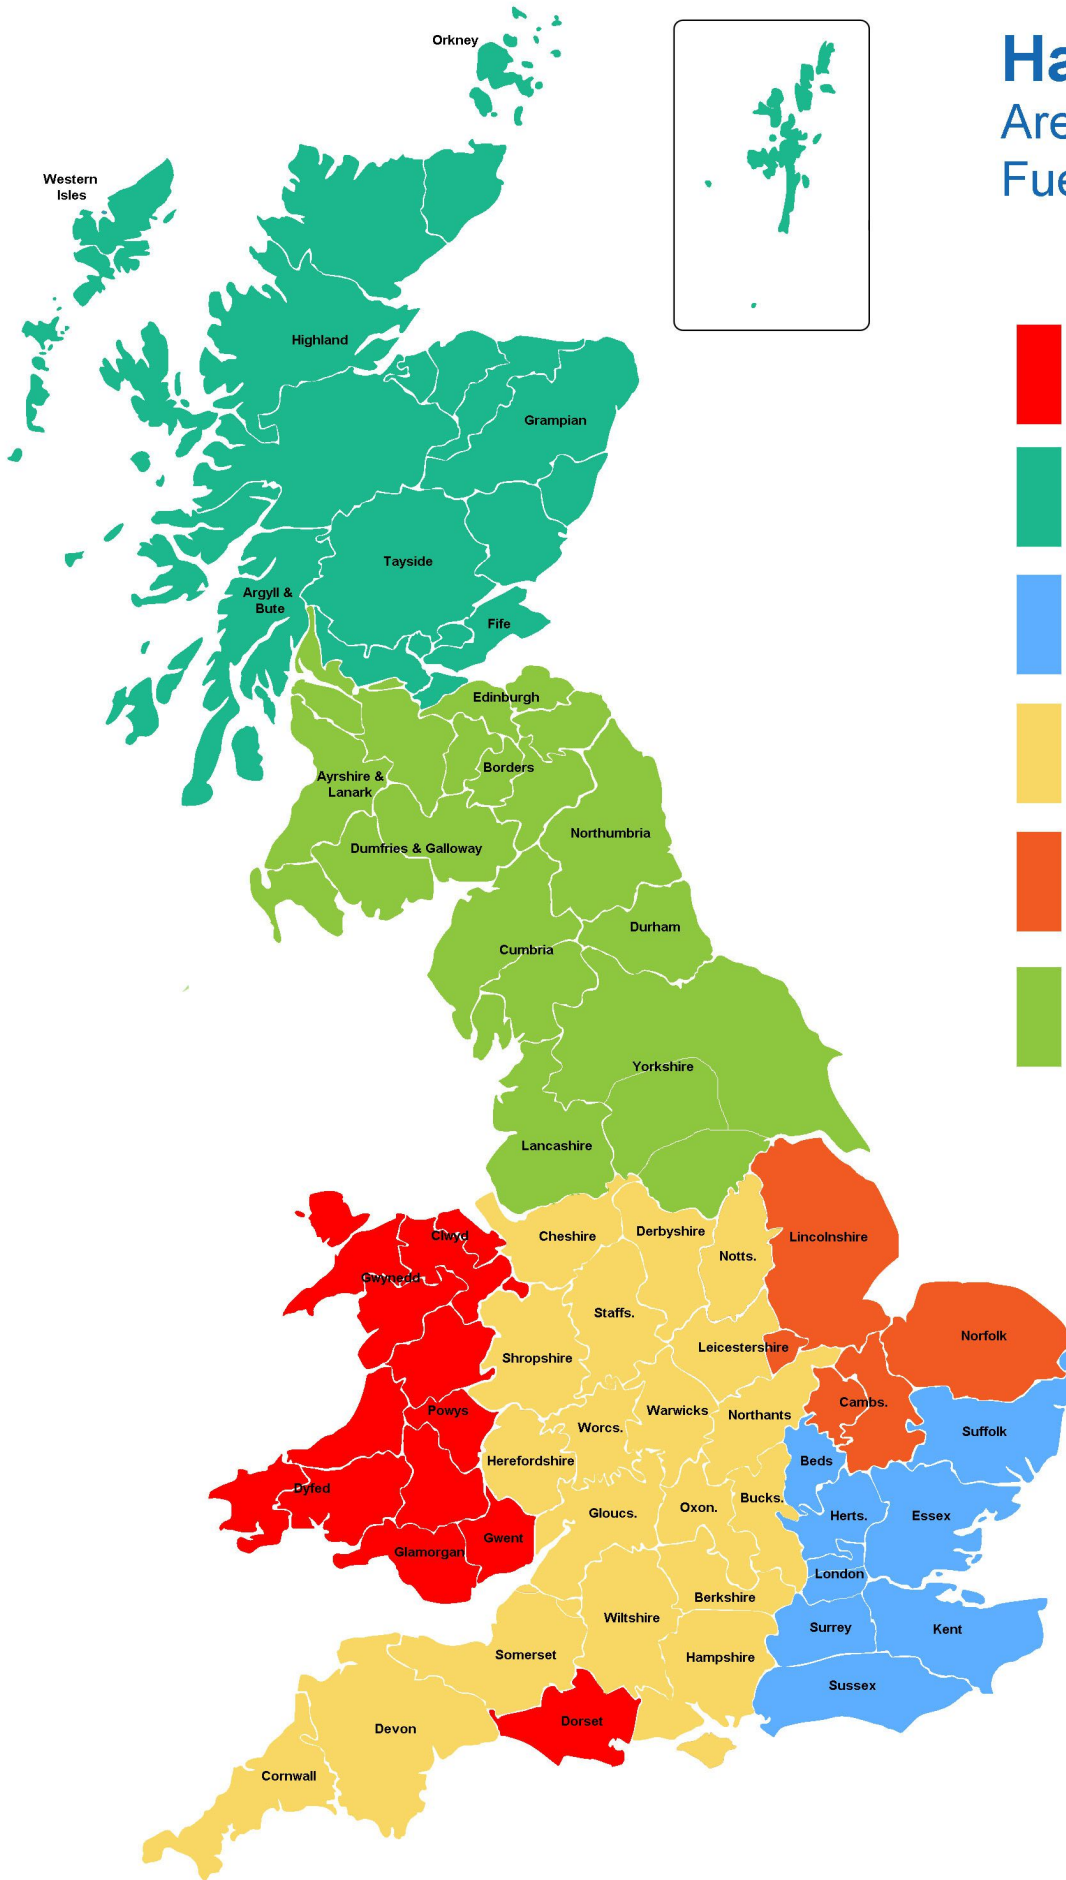 Orkney
Ha
Are
Fue
Western
Isles
Highland
Grampian
Tayside
Argyll &
Bute
Fife
Edinburgh
Borders
Ayrshire &
Lanark
Northumbria
Dumfries & Galloway
Durham
Cumbria
Yorkshire
Lancashire
Clwyd
Cheshire
Derbyshire
Lincolnshire
Notts.
Gwynedd
Staffs.
Norfolk
Leicestershire
Shropshire
Cambs.
Powys
Warwicks
Northants
Worcs.
Suffolk
Herefordshire
Beds
Dyfed
Bucks.
Oxon.
Gloucs.
Herts.
Essex
Gwent
Glamorgan
London
Berkshire
Wiltshire
Surrey
Kent
Somerset
Hampshire
Sussex
Dorset
Devon
Cornwall